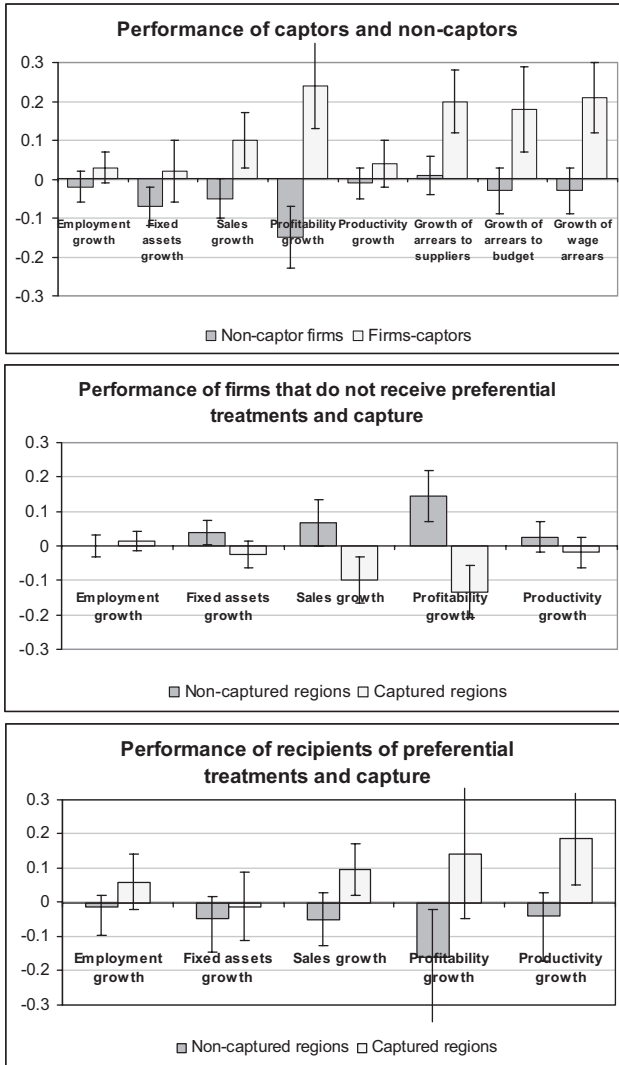 Performance of captors and non-captors
0.3
0.2
0.1
0
-0.1
-0.2
-0.3
Employment growth
Fixed assets growth
Sales growth
Profitability growth
Productivity growth
Growth of arrears to suppliers
Growth of arrears to budget
Growth of wage arrears
Non-captor firms
Firms-captors
Performance of firms that do not receive preferential
treatments and capture
0.3
0.2
0.1
0
-0.1
-0.2
-0.3
Employment growth
Fixed assets growth
Sales growth
Profitability growth
Productivity growth
Non-captured regions
Captured regions
Performance of recipients of preferential
treatments and capture
0.3
0.2
0.1
0
-0.1
-0.2
-0.3
Employment growth
Fixed assets growth
Sales growth
Profitability growth
Productivity growth
Non-captured regions
Captured regions